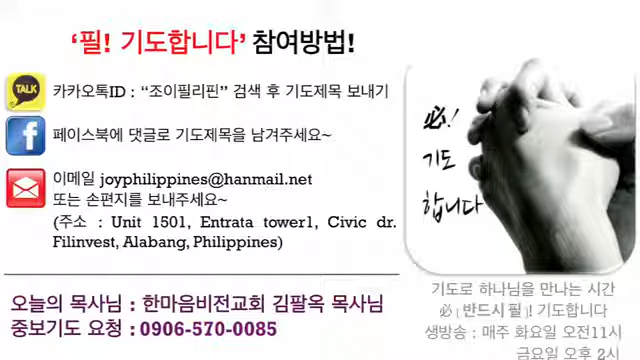 ‘필! 기도합니다’ 참여방법!
TALK
카카오톡ID : “조이필리핀” 검색 후 기도제목 보내기
f
페이스북에 댓글로 기도제목을 남겨주세요~
이메일 joyphilippines@hanmail.net
또는 손편지를 보내주세요~
(주소 : Unit 1501, Entrata tower1, Civic dr.
Filinvest, Alabang, Philippines)
必!
기도
합니다
오늘의 목사님 : 한마음비전교회 김팔옥 목사님
중보기도 요청 : 0906-570-0085
기도로 하나님을 만나는 시간
必 ( 반드시 필 )! 기도합니다
생방송 : 매주 화요일 오전11시
금요일 오후 2시